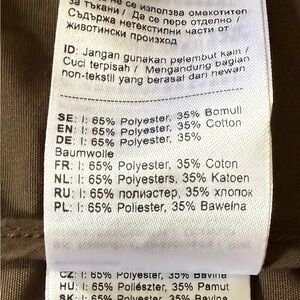 не се използва омекотител
за тъкани / Да се пере отделно /
Съдържа нетекстилни части от
животински произход
ID: Jangan gunakan pelembut kain /
Cuci terpisah / Mengandung bagian
non-tekstil yang berasal dari hewan
SE: I: 65% Polyester, 35% Bomull
EN: I: 65% Polyester, 35% Cotton
DE: I: 65% Polyester, 35%
Baumwolle
FR: I: 65% Polyester, 35% Coton
NL: I: 65% Polyesters, 35% Katoen
RU: I: 65% полиэстер, 35% хлопок
PL: I: 65% Poliester, 35% Bawełna
CZ: I: 65% Polyester, 35% Bavlna
HU: I: 65% Poliészter, 35% Pamut
SK: I: 65% Polyester, 35% Bavlna